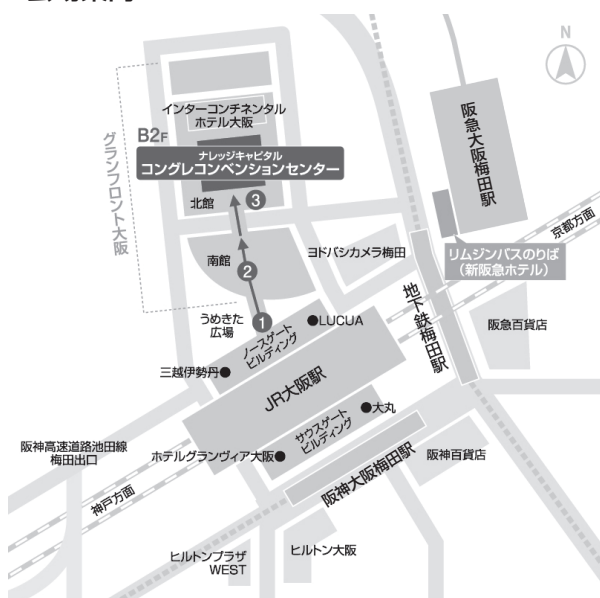 N
インターコンチネンタル
ホテル大阪
B2F
ナレッジキャピタル
コングレコンベンションセンター
グランフロント大阪
北館
3
南館
2
うめきた
広場
1
阪急大阪梅田駅
京都方面
リムジンバスのりば
(新阪急ホテル)
ヨドバシカメラ梅田
地下鉄梅田駅
阪急百貨店
LUCUA
ノースゲート
ビルディング
三越伊勢丹
JR大阪駅
大丸
サウスゲート
ビルディング
阪神高速道路池田線
梅田出口
ホテルグランヴィア大阪
阪神大阪梅田駅
阪神百貨店
神戸方面
ヒルトンプラザ
WEST
ヒルトン大阪